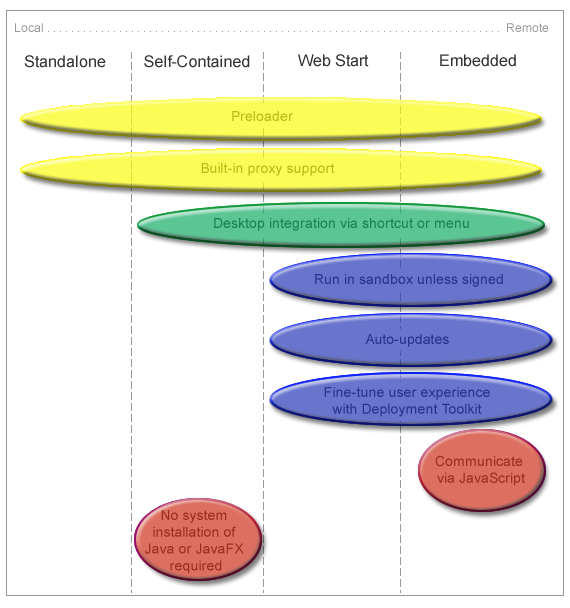 Local . . . . . . . . . . . . . . . . . . . . . . . . . . . . . . . . . . . . . . . . . . . . . . . . . . . . . . . . . . . . . . . . . . . . . . . . . . . Remote
Standalone Self-Contained Web Start Embedded
Preloader
Built-in proxy support
Desktop integration via shortcut or menu
Run in sandbox unless signed
Auto-updates
Fine-tune user experience
with Deployment Toolkit
Communicate
via JavaScript
No system
installation of
Java or JavaFX
required